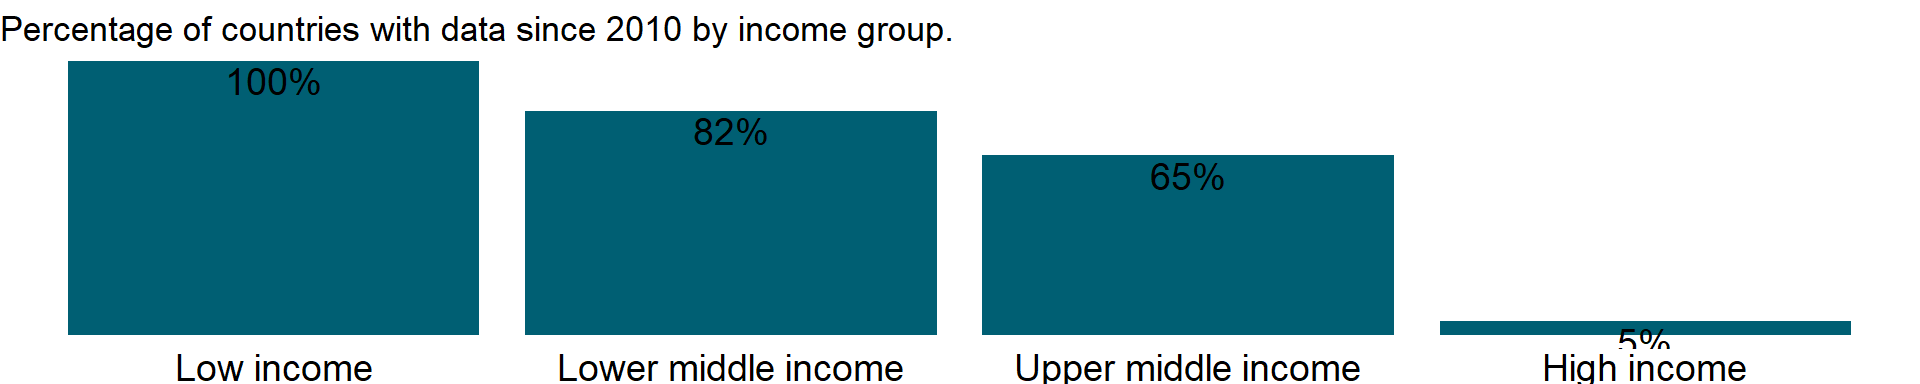 Percentage of countries with data since 2010 by income group.
100%
82%
65%
5%
Low income
Lower middle income
Upper middle income
High income